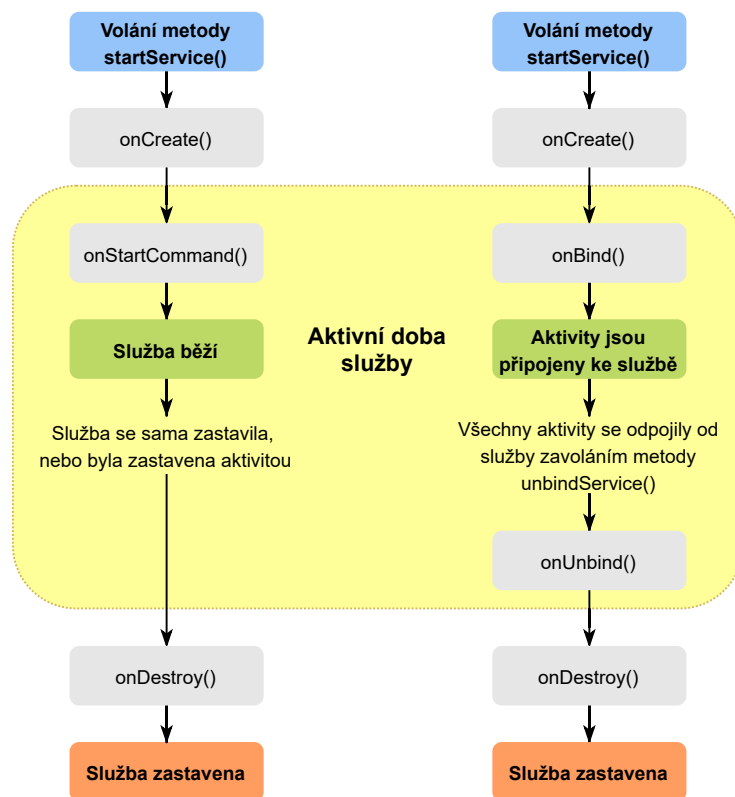 Volání metody
startService()
onCreate()
onStartCommand()
Služba běží
Služba se sama zastavila,
nebo byla zastavena aktivitou
onDestroy()
Služba zastavena
Aktivní doba
služby
Volání metody
startService()
onCreate()
onBind()
Aktivity jsou
připojeny ke službě
Všechny aktivity se odpojily od
služby zavoláním metody
unbindService()
onUnbind()
onDestroy()
Služba zastavena